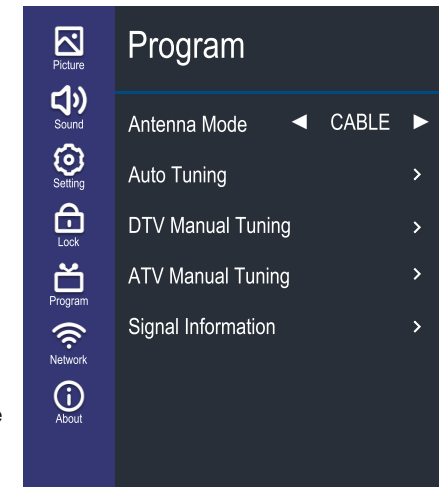 Picture
Sound
Setting
Lock
Program
Network
About
Program
Antenna Mode ◄ CABLE ►
Auto Tuning >
DTV Manual Tuning >
ATV Manual Tuning >
Signal Information >
e